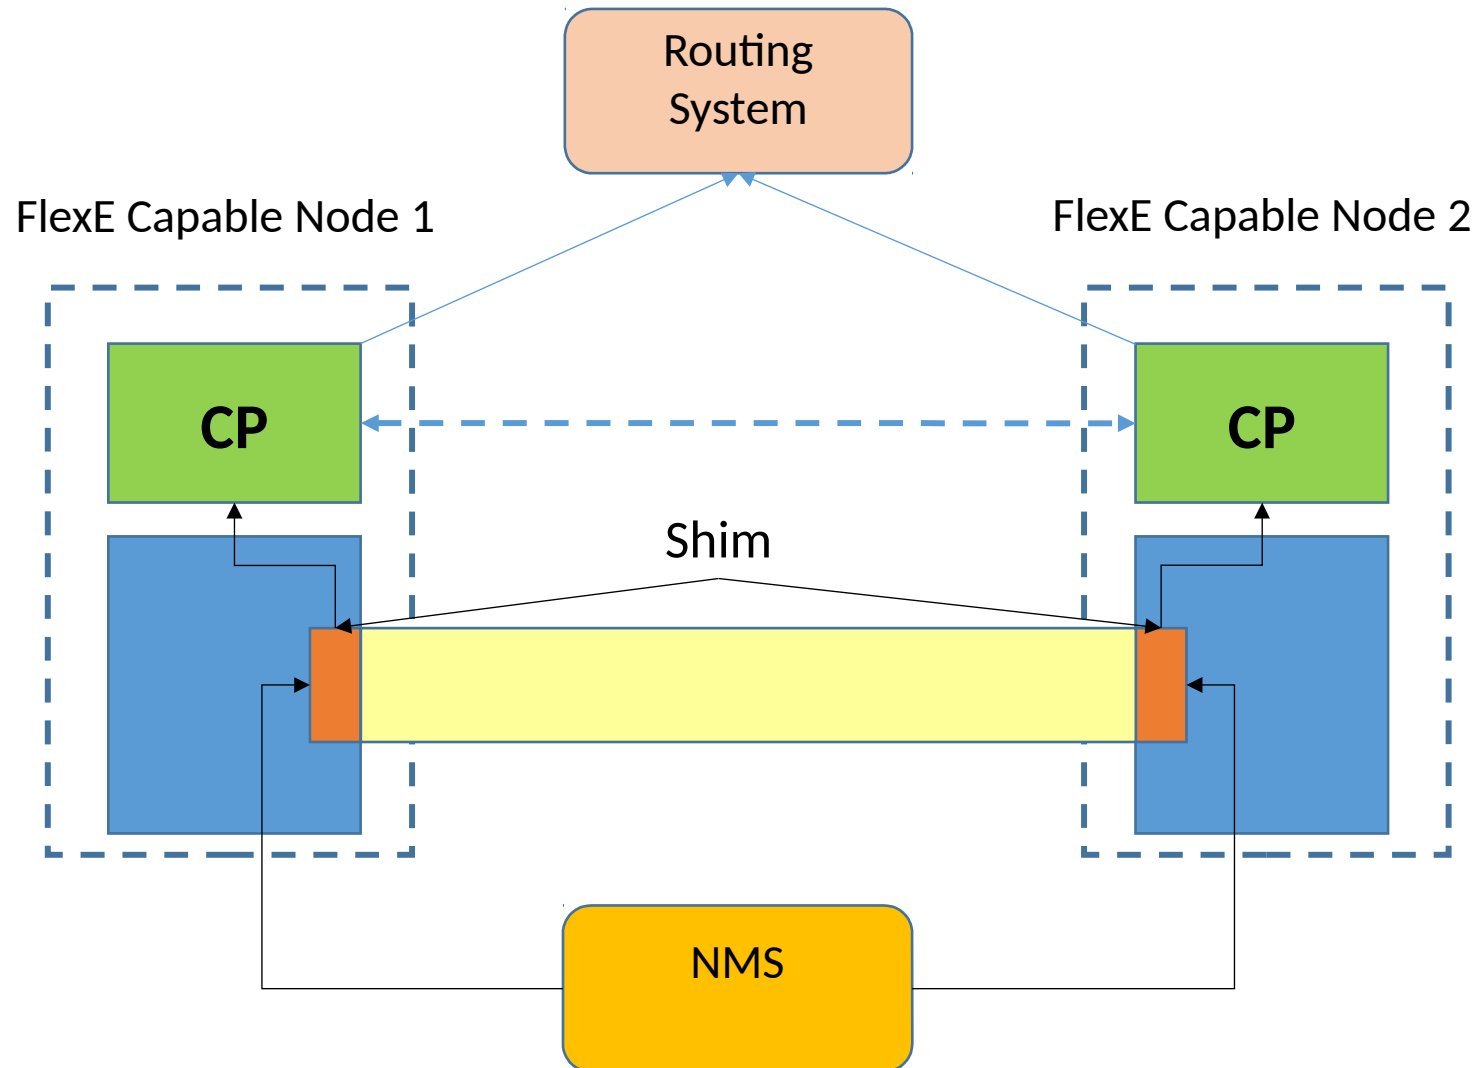 Routing
System
FlexE Capable Node 1
FlexE Capable Node 2
CP
CP
Shim
NMS